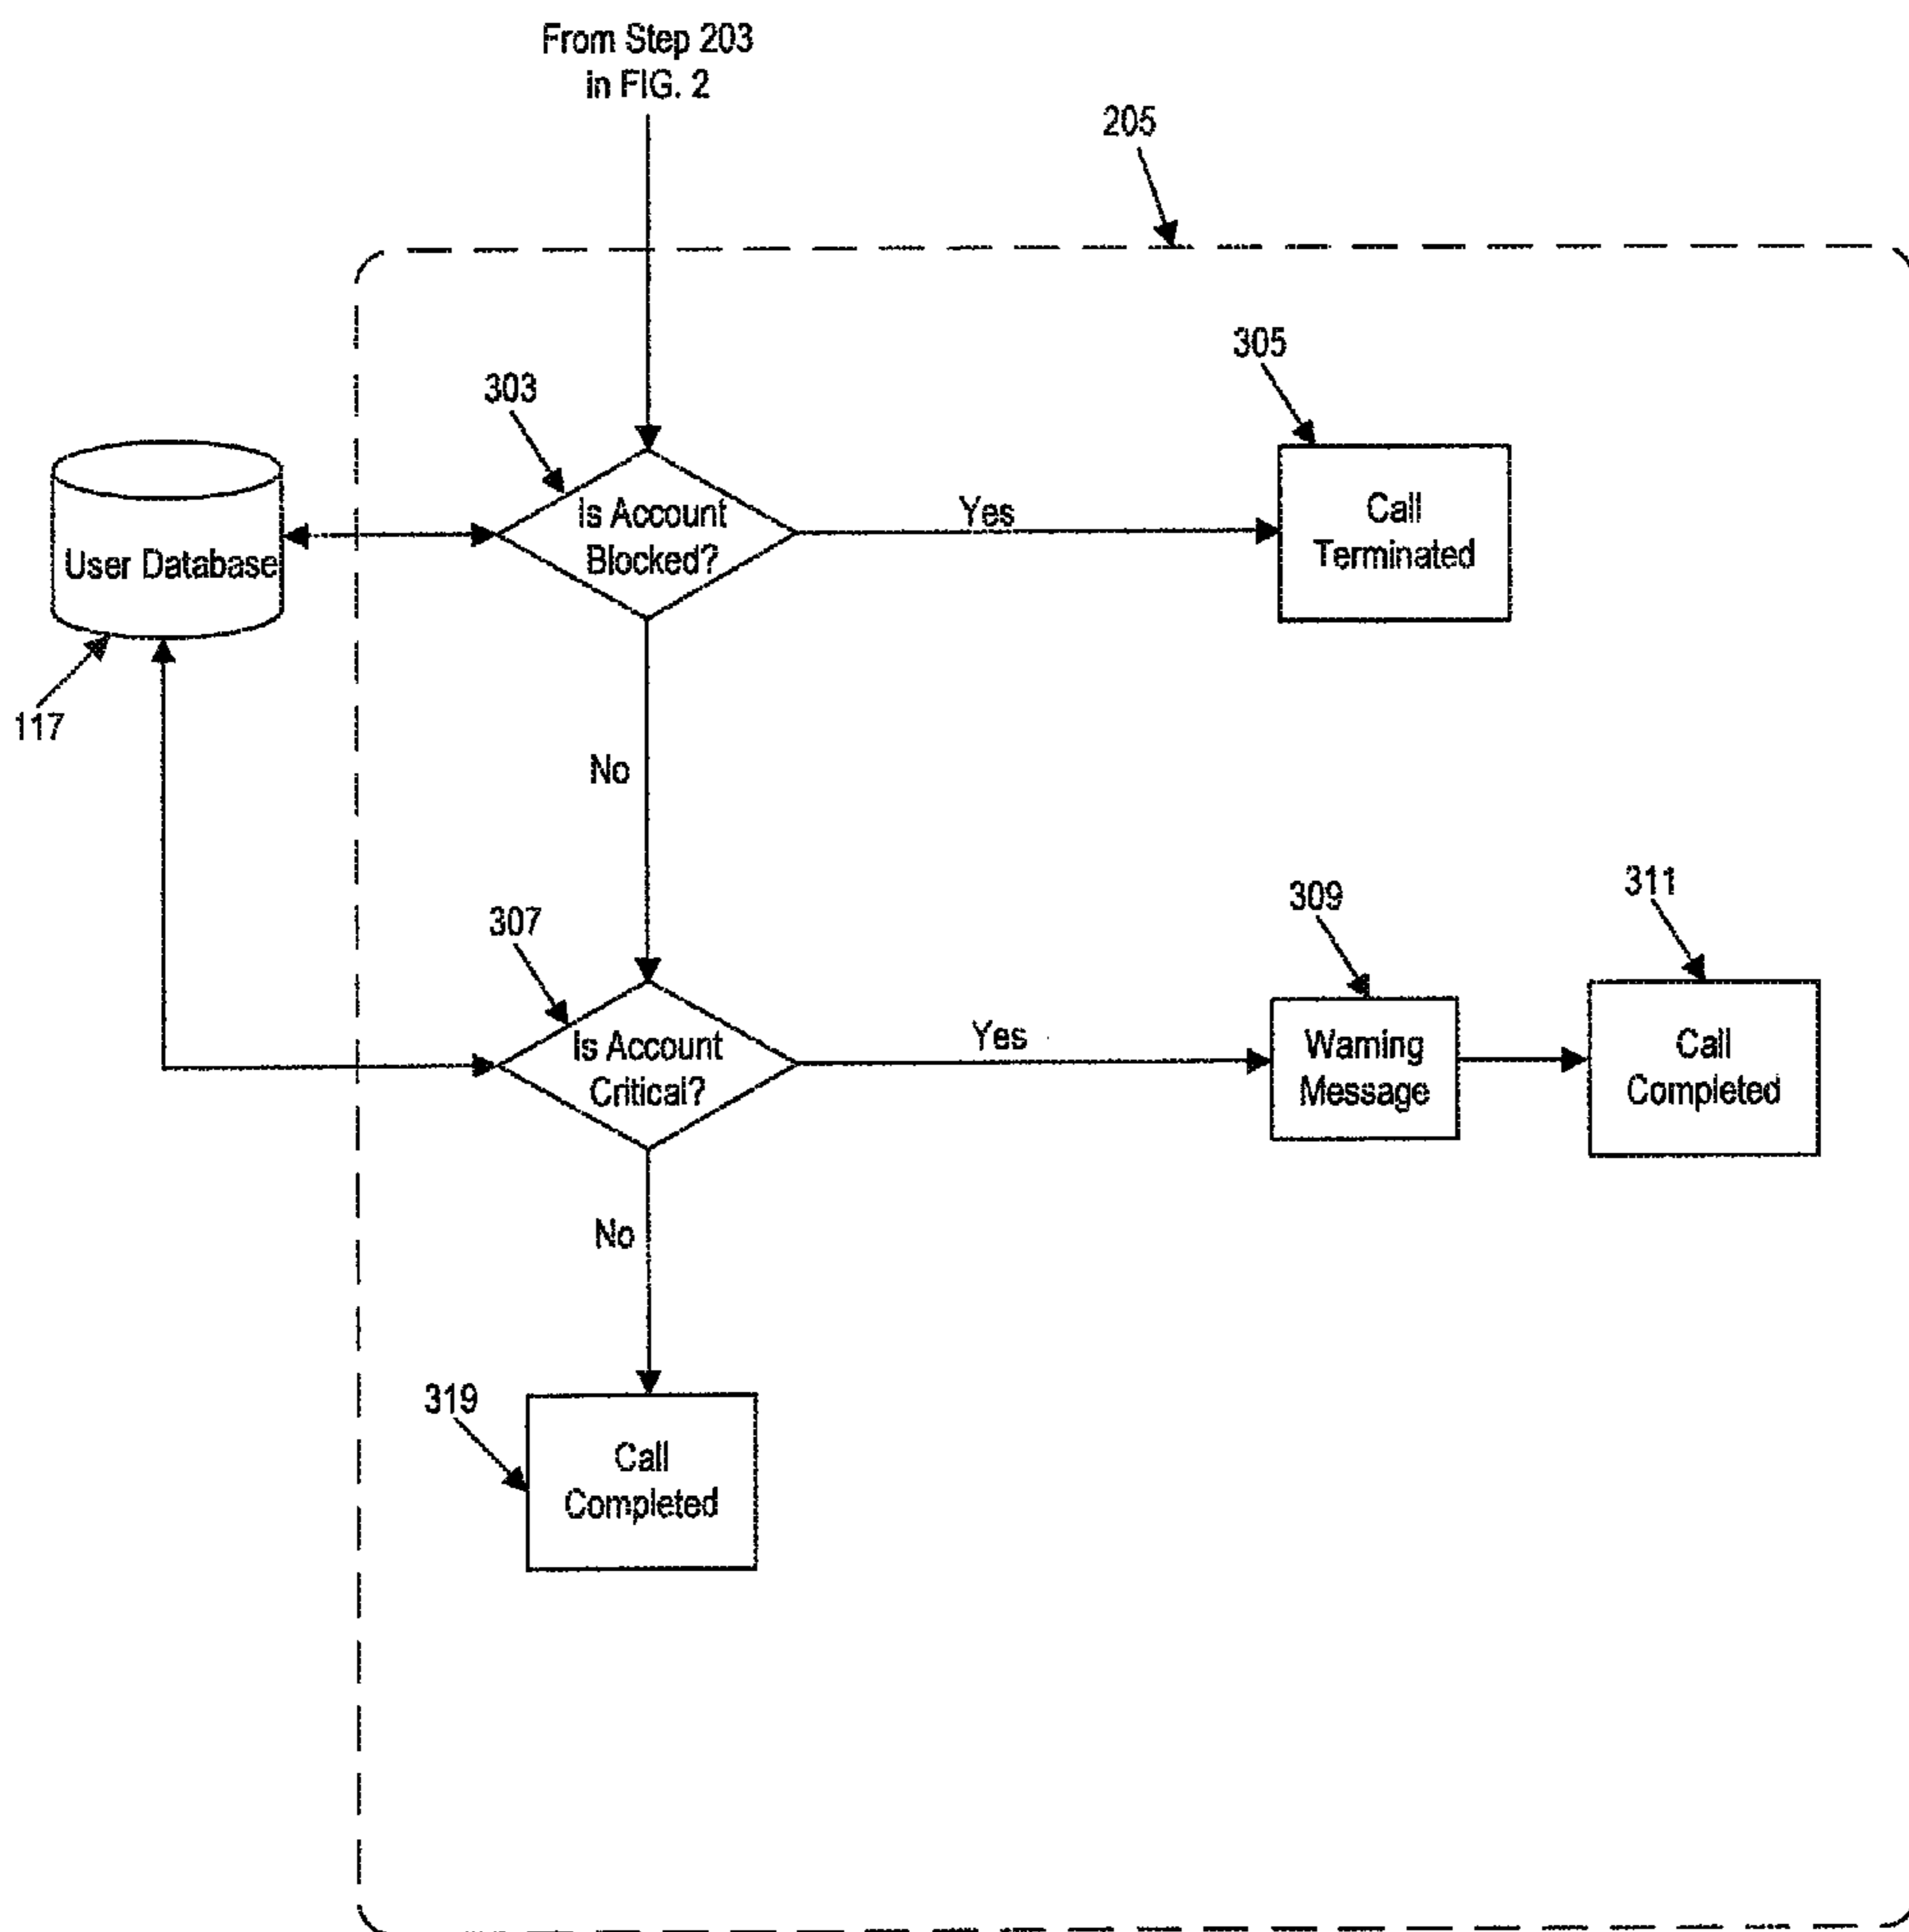 From Step 203
in FIG. 2
205
305
303
Is Account
Blocked?
Yes
Call
Terminated
User Database
117
No
307
Is Account
Critical?
Yes
309
Warning
Message
311
Call
Completed
No
319
Call
Completed